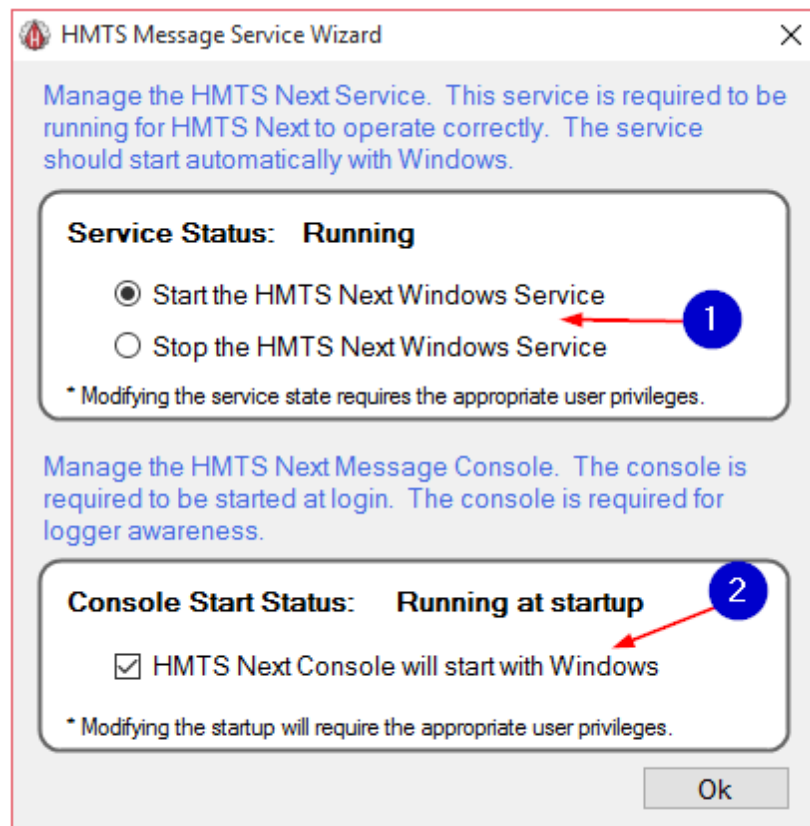 HMTS Message Service Wizard
Manage the HMTS Next Service.  This service is required to be
running for HMTS Next to operate correctly.  The service
should start automatically with Windows.
Service Status:   Running
Start the HMTS Next Windows Service
1
Stop the HMTS Next Windows Service
* Modifying the service state requires the appropriate user privileges.
Manage the HMTS Next Message Console.  The console is
required to be started at login.  The console is required for
logger awareness.
2
Console Start Status:    Running at startup
HMTS Next Console will start with Windows
* Modifying the startup will require the appropriate user privileges.
Ok